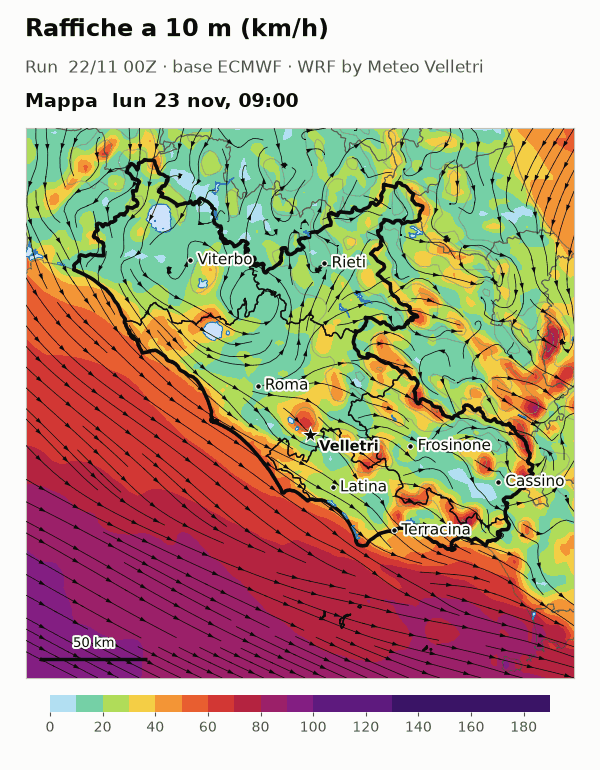 Raffiche a 10 m (km/h)
Run 22/11 00Z · base ECMWF · WRF by Meteo Velletri
Mappa lun 23 nov, 09:00
Viterbo
Rieti
Roma
Velletri
Frosinone
Cassino
Latina
Terracina
50 km
0 20 40 60 80 100 120 140 160 180